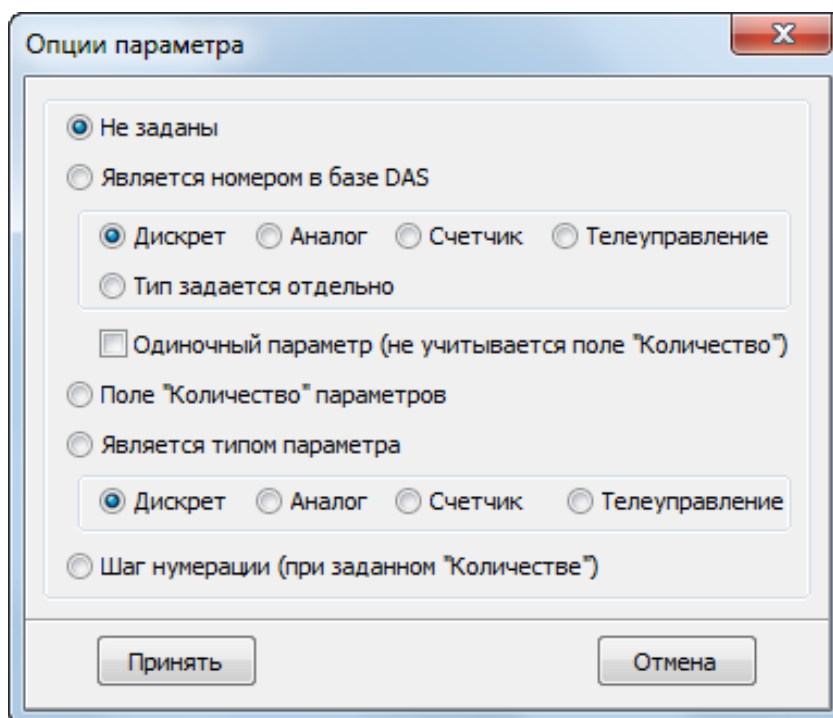 Опции параметра
Не заданы
Является номером в базе DAS
Дискрет Аналог Счетчик Телеуправление
Тип задается отдельно
Одиночный параметр (не учитывается поле "Количество")
Поле "Количество" параметров
Является типом параметра
Дискрет Аналог Счетчик Телеуправление
Шаг нумерации (при заданном "Количестве")
Принять Отмена